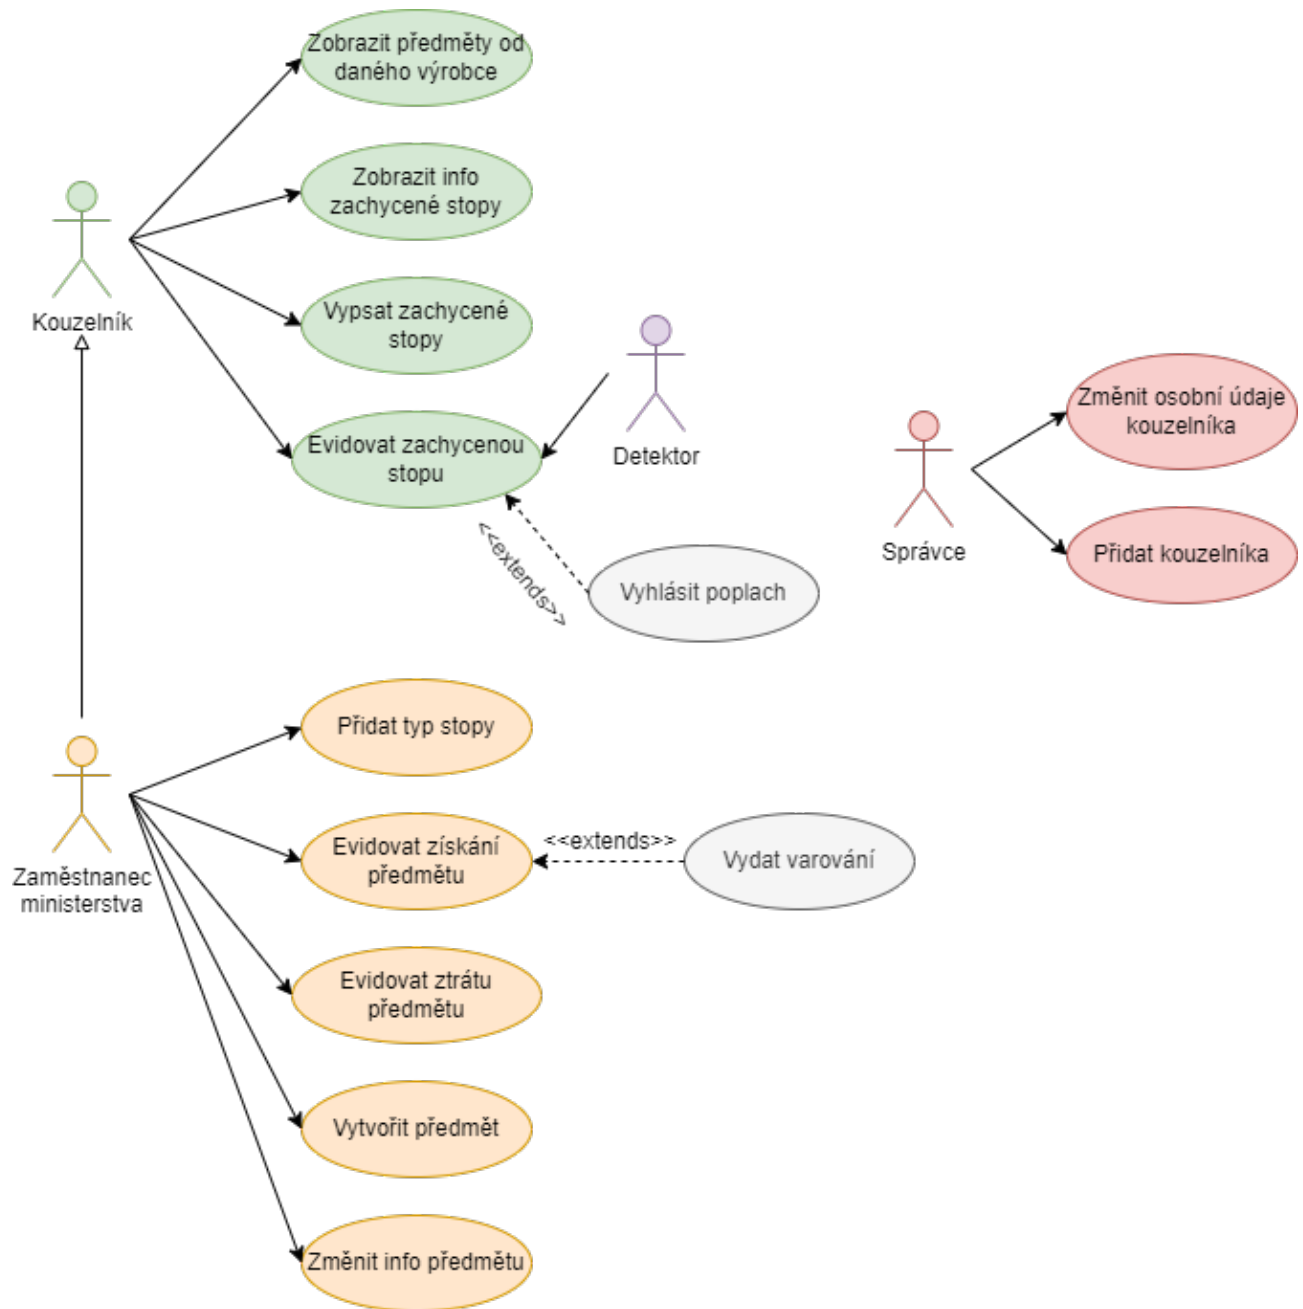 Zobrazit předměty od
daného výrobce
Zobrazit info
zachycené stopy
Kouzelník
Vypsat zachycené
stopy
Evidovat zachycenou
stopu
Detektor
<<extends>>
Vyhlásit poplach
Změnit osobní údaje
kouzelníka
Správce
Přidat kouzelníka
Přidat typ stopy
Zaměstnanec
ministerstva
Evidovat získání
předmětu
<<extends>>
Vydat varování
Evidovat ztrátu
předmětu
Vytvořit předmět
Změnit info předmětu